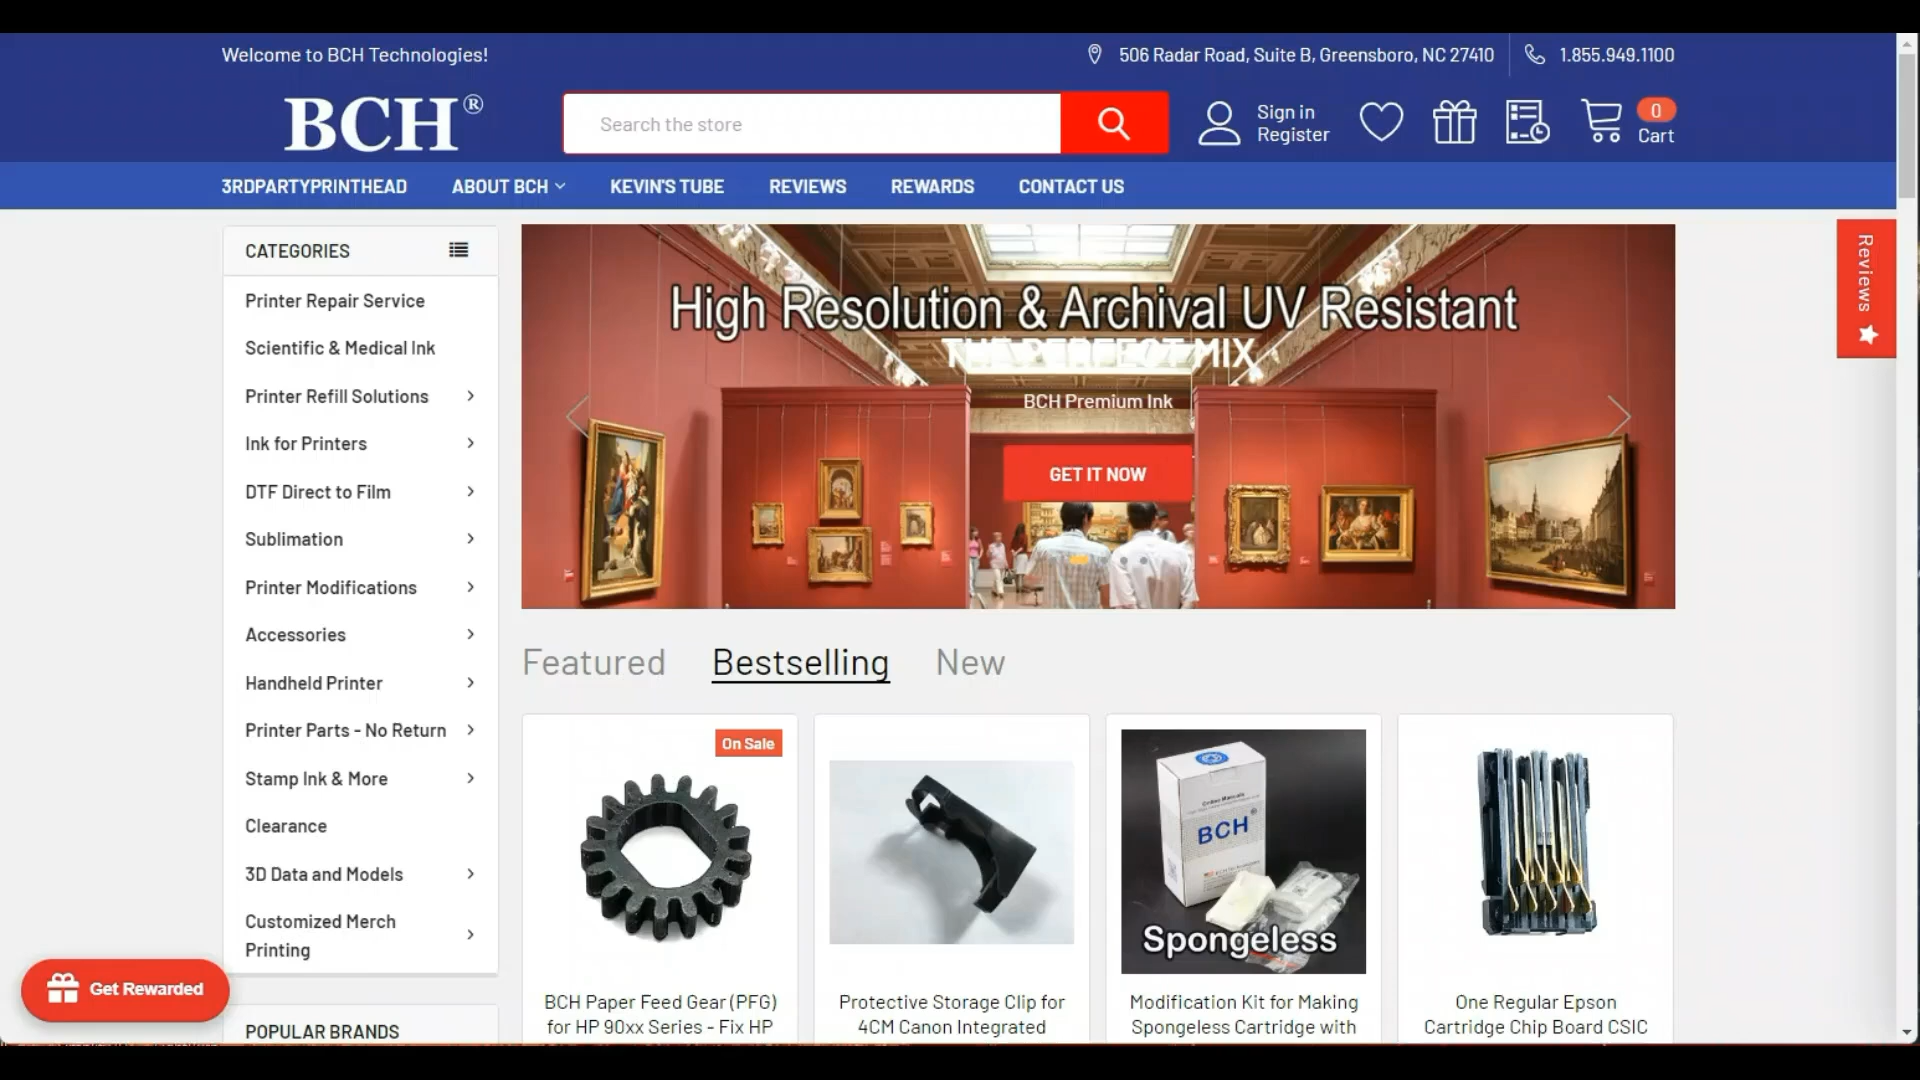 Welcome to BCH Technologies!
506 Radar Road, Suite B, Greensboro, NC 27410
1.855.949.1100
BCH®
Search the store
Sign in
Register
0
Cart
3RDPARTYPRINTHEAD
ABOUT BCH
KEVIN'S TUBE
REVIEWS
REWARDS
CONTACT US
CATEGORIES
Printer Repair Service
Scientific & Medical Ink
Printer Refill Solutions
Ink for Printers
DTF Direct to Film
Sublimation
Printer Modifications
Accessories
Handheld Printer
Printer Parts - No Return
Stamp Ink & More
Clearance
3D Data and Models
Customized Merch
Printing
POPULAR BRANDS
Get Rewarded
High Resolution & Archival UV Resistant
THE PERFECT MIX
BCH Premium Ink
GET IT NOW
Reviews
Featured
Bestselling
New
On Sale
BCH
Spongeless
BCH Paper Feed Gear (PFG)
for HP 90xx Series - Fix HP
Protective Storage Clip for
4CM Canon Integrated
Modification Kit for Making
Spongeless Cartridge with
One Regular Epson
Cartridge Chip Board CSIC